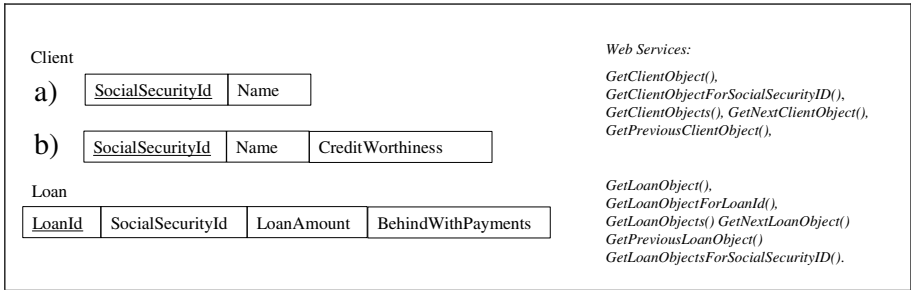 Client
a) SocialSecurityId Name
b) SocialSecurityId Name CreditWorthiness
Loan
LoanId SocialSecurityId LoanAmount BehindWithPayments
Web Services:
GetClientObject(),
GetClientObjectForSocialSecurityID(),
GetClientObjects(), GetNextClientObject(),
GetPreviousClientObject(),
GetLoanObject(),
GetLoanObjectForLoanId(),
GetLoanObjects() GetNextLoanObject()
GetPreviousLoanObject()
GetLoanObjectsForSocialSecurityID().